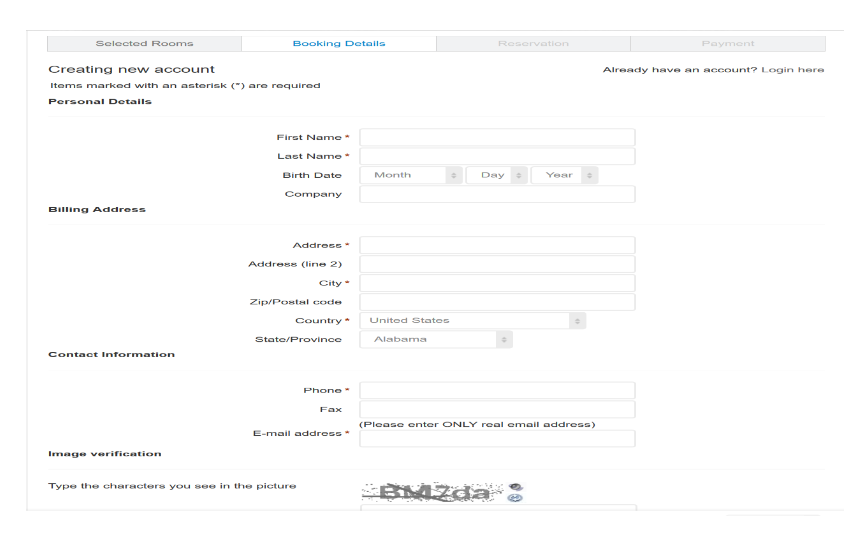 Selected Rooms Booking Details Reservation Payment
Creating new account Already have an account? Login here
Items marked with an asterisk (*) are required
Personal Details
First Name *
Last Name *
Birth Date Month Day Year
Company
Billing Address
Address *
Address (line 2)
City *
Zip/Postal code
Country * United States
State/Province Alabama
Contact Information
Phone *
Fax
(Please enter ONLY real email address)
E-mail address *
Image verification
Type the characters you see in the picture BM7da